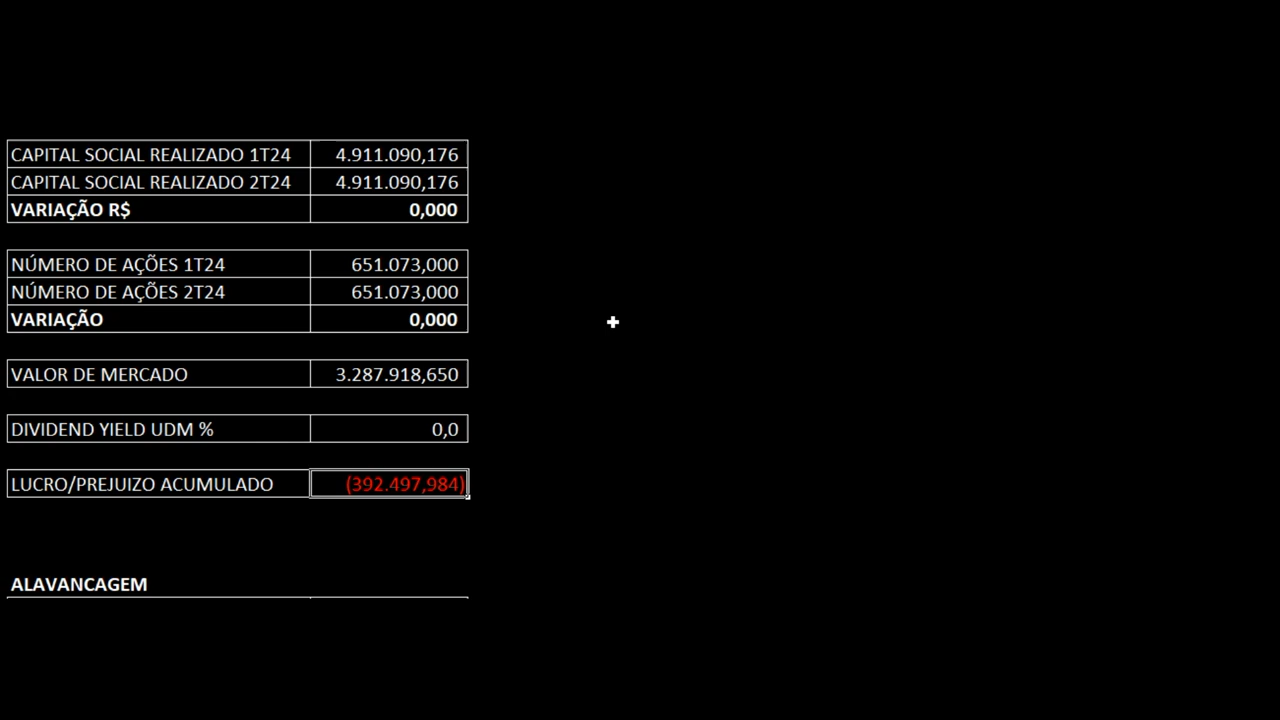 CAPITAL SOCIAL REALIZADO 1T24 4.911.090,176
CAPITAL SOCIAL REALIZADO 2T24 4.911.090,176
VARIAÇÃO R$ 0,000
NÚMERO DE AÇÕES 1T24 651.073,000
NÚMERO DE AÇÕES 2T24 651.073,000
VARIAÇÃO 0,000
VALOR DE MERCADO 3.287.918,650
DIVIDEND YIELD UDM % 0,0
LUCRO/PREJUIZO ACUMULADO (392.497,984)
ALAVANCAGEM